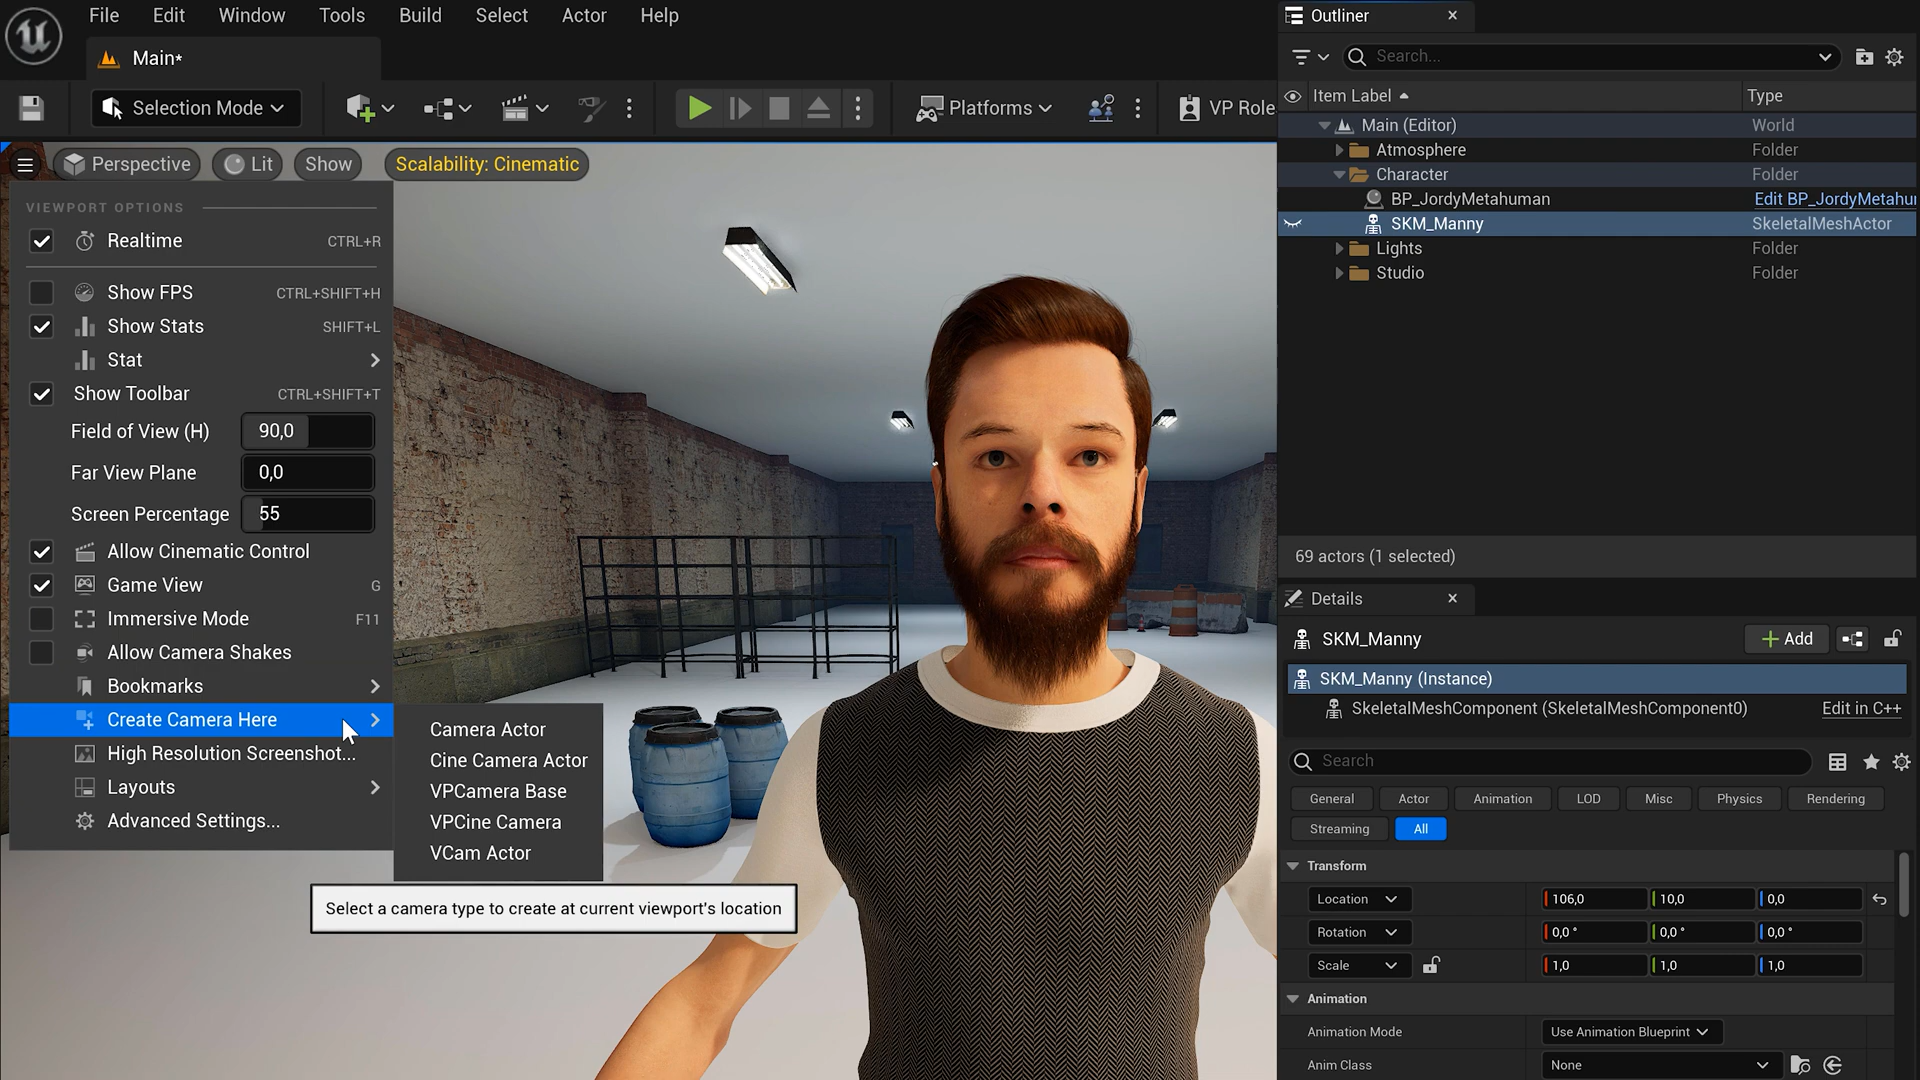 File Edit Window Tools Build Select Actor Help
Main*
Selection Mode
Platforms
VP Role
Perspective
Lit
Show
Scalability: Cinematic
VIEWPORT OPTIONS
Realtime CTRL+R
Show FPS CTRL+SHIFT+H
Show Stats SHIFT+L
Stat
Show Toolbar CTRL+SHIFT+T
Field of View (H) 90,0
Far View Plane 0,0
Screen Percentage 55
Allow Cinematic Control
Game View G
Immersive Mode F11
Allow Camera Shakes
Bookmarks
Create Camera Here
High Resolution Screenshot...
Layouts
Advanced Settings...
Camera Actor
Cine Camera Actor
VPCamera Base
VPCine Camera
VCam Actor
Select a camera type to create at current viewport's location
Outliner
Search...
Item Label Type
Main (Editor) World
Atmosphere Folder
Character Folder
BP_JordyMetahuman Edit BP_JordyMetahu
SKM_Manny SkeletalMeshActor
Lights Folder
Studio Folder
69 actors (1 selected)
Details
SKM_Manny
Add
SKM_Manny (Instance)
SkeletalMeshComponent (SkeletalMeshComponent0) Edit in C++
Search
General Actor Animation LOD Misc Physics Rendering
Streaming All
Transform
Location 106,0 10,0 0,0
Rotation 0,0 ° 0,0 ° 0,0 °
Scale 1,0 1,0 1,0
Animation
Animation Mode Use Animation Blueprint
Anim Class None